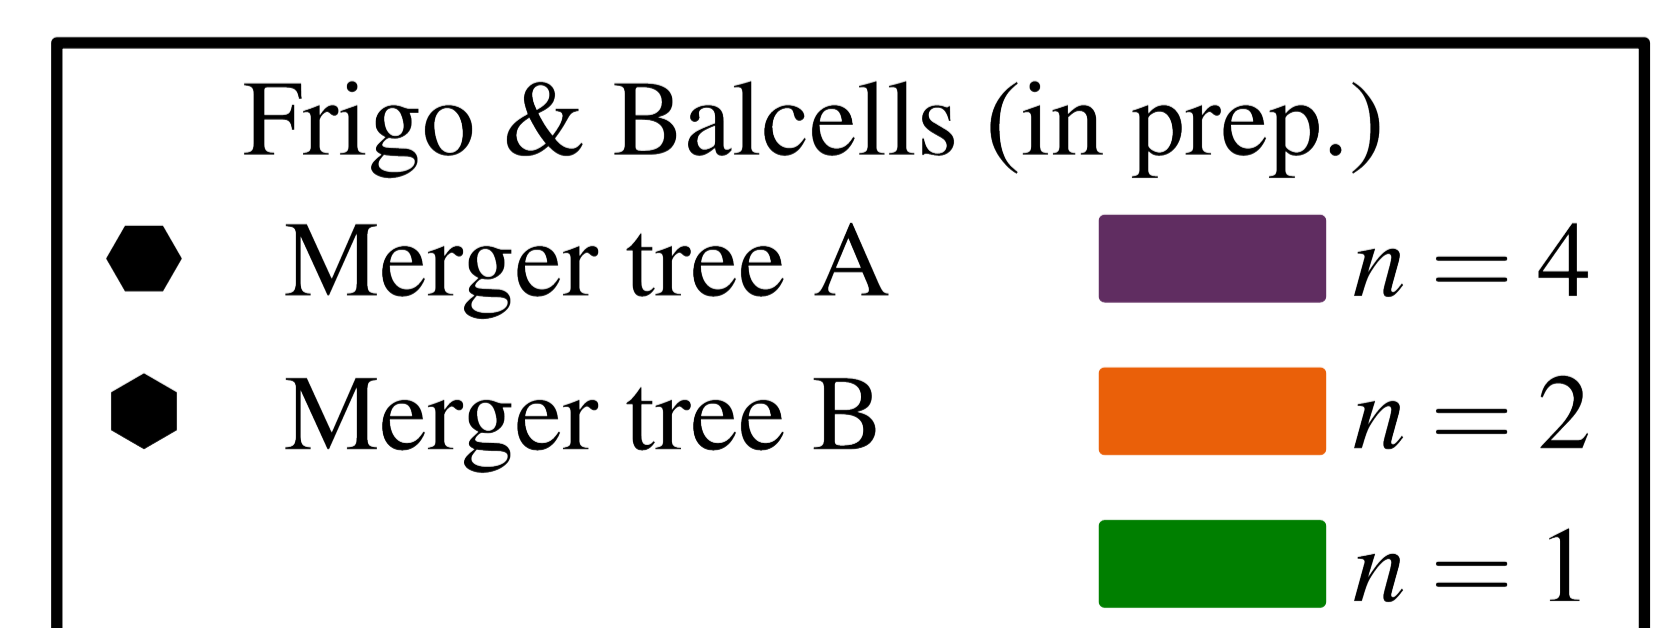 Frigo & Balcells (in prep.)
Merger tree A n = 4
Merger tree B n = 2
n = 1